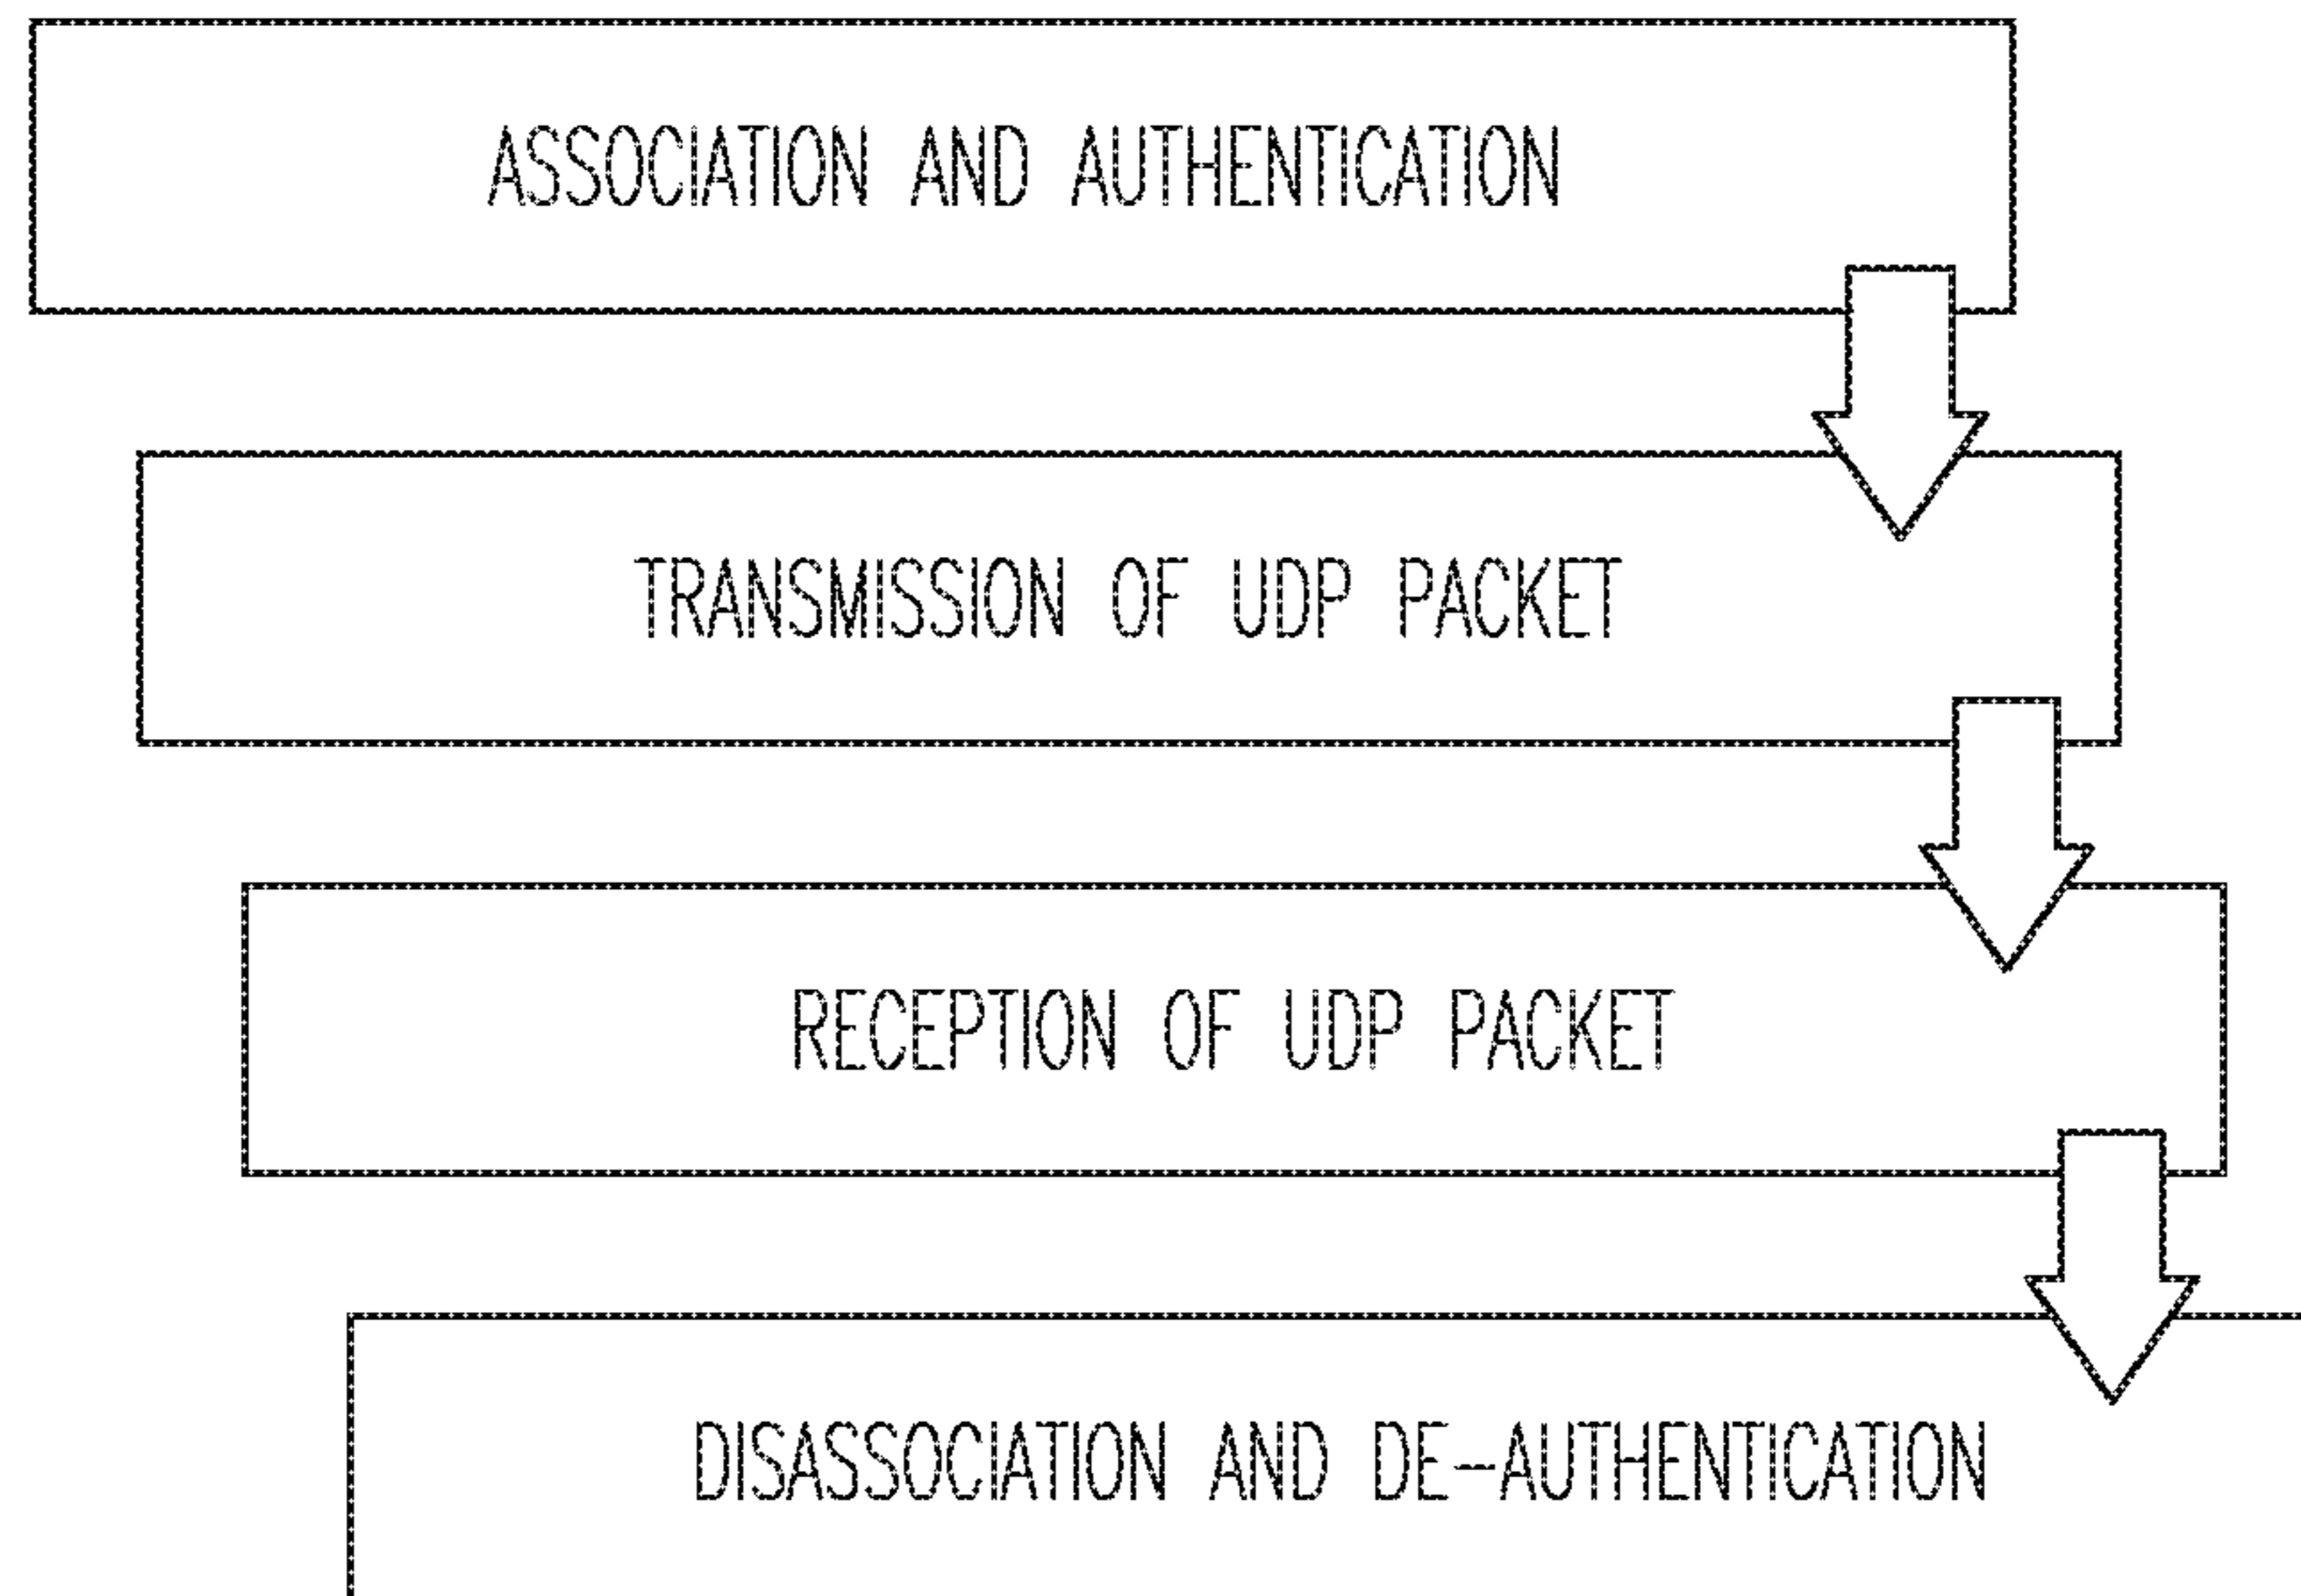 ASSOCIATION AND AUTHENTICATION
TRANSMISSION OF UDP PACKET
RECEPTION OF UDP PACKET
DISASSOCIATION AND DE-AUTHENTICATION